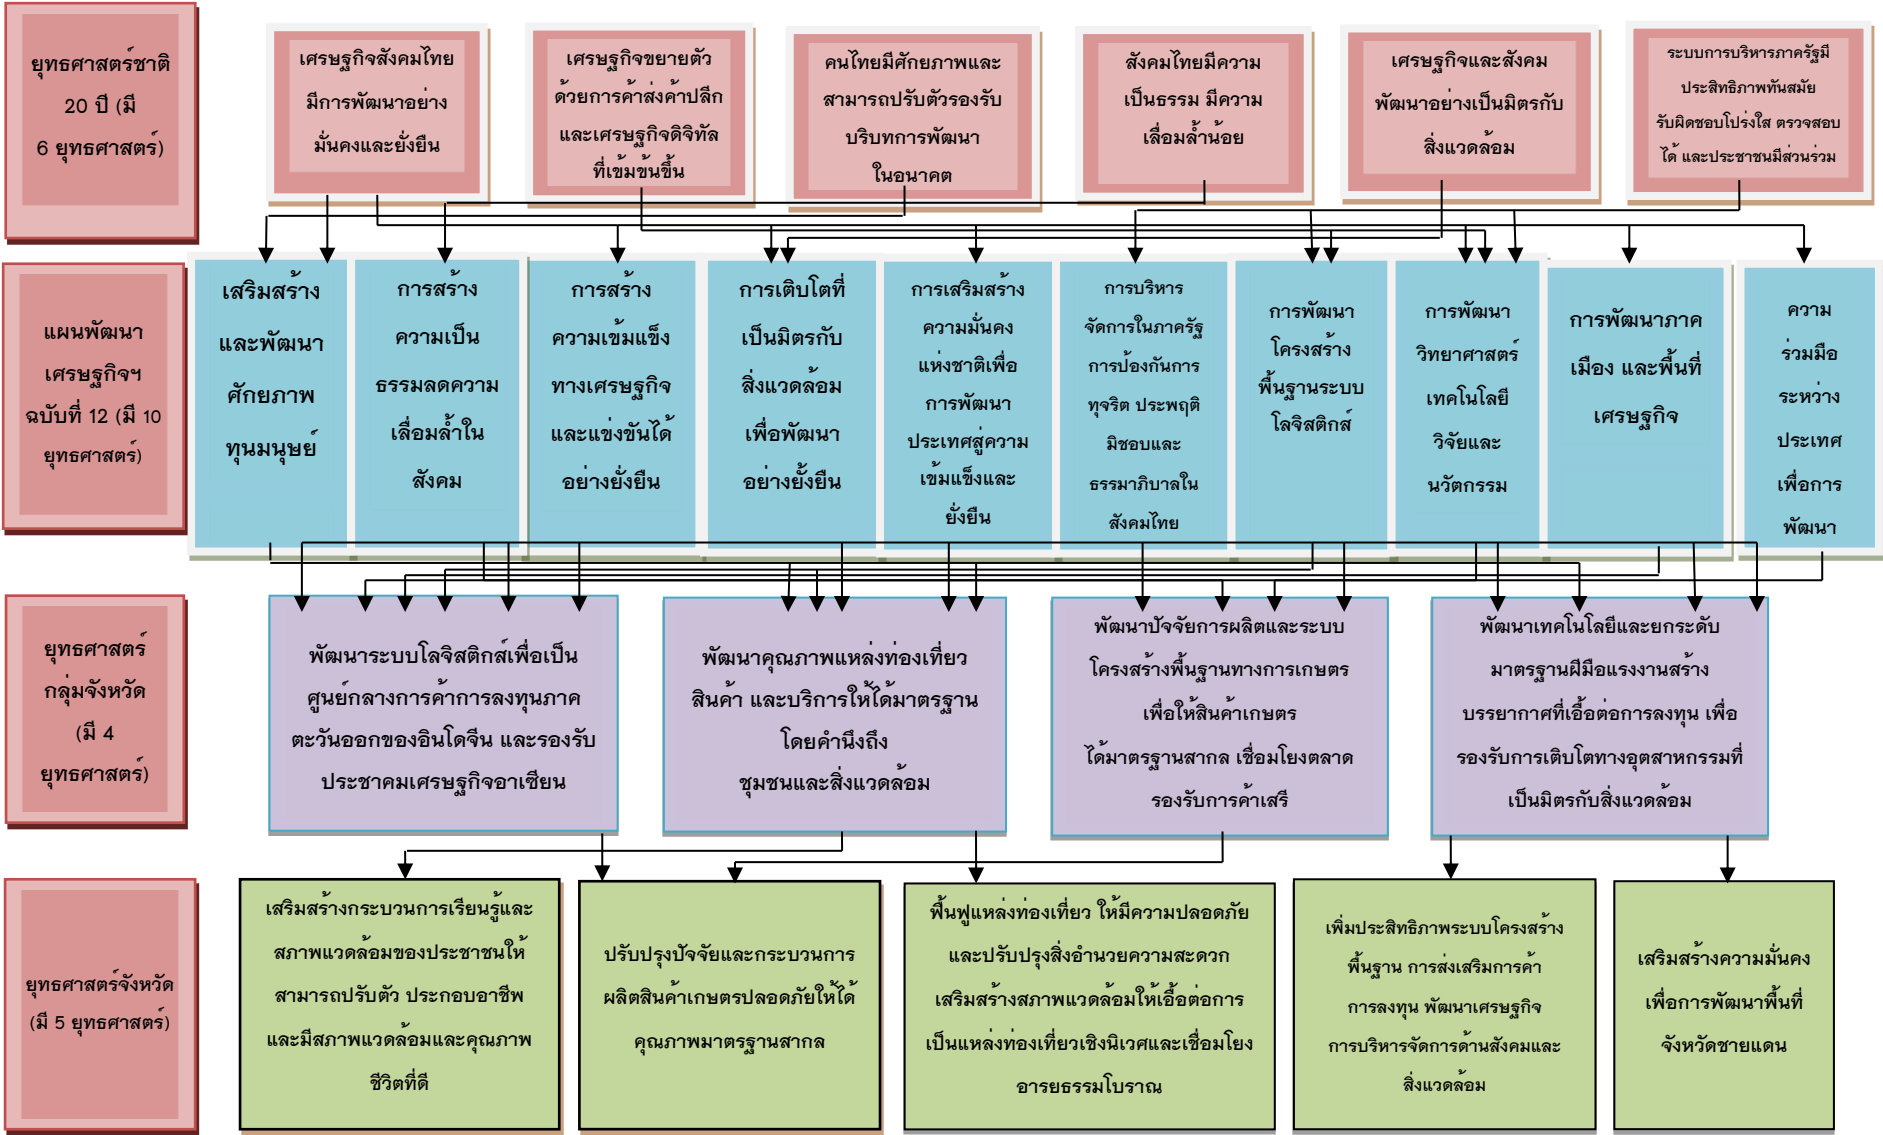 ยุทธศาสตร์ชาติ
20 ปี (มี
6 ยุทธศาสตร์)
เศรษฐกิจสังคมไทย
มีการพัฒนาอย่าง
มั่นคงและยั่งยืน
เศรษฐกิจขยายตัว
ด้วยการค้าส่งค้าปลีก
และเศรษฐกิจดิจิทัล
ที่เข้มข้นขึ้น
คนไทยมีศักยภาพและ
สามารถปรับตัวรองรับ
บริบทการพัฒนา
ในอนาคต
สังคมไทยมีความ
เป็นธรรม มีความ
เลื่อมล้ำน้อย
เศรษฐกิจและสังคม
พัฒนาอย่างเป็นมิตรกับ
สิ่งแวดล้อม
ระบบการบริหารภาครัฐมี
ประสิทธิภาพทันสมัย
รับผิดชอบโปร่งใส ตรวจสอบ
ได้ และประชาชนมีส่วนร่วม
แผนพัฒนา
เศรษฐกิจฯ
ฉบับที่ 12 (มี 10
ยุทธศาสตร์)
เสริมสร้าง
และพัฒนา
ศักยภาพ
ทุนมนุษย์
การสร้าง
ความเป็น
ธรรมลดความ
เลื่อมล้ำใน
สังคม
การสร้าง
ความเข้มแข็ง
ทางเศรษฐกิจ
และแข่งขันได้
อย่างยั่งยืน
การเติบโตที่
เป็นมิตรกับ
สิ่งแวดล้อม
เพื่อพัฒนา
อย่างยั้งยืน
การเสริมสร้าง
ความมั่นคง
แห่งชาติเพื่อ
การพัฒนา
ประเทศสู่ความ
เข้มแข็งและ
ยั่งยืน
การบริหาร
จัดการในภาครัฐ
การป้องกันการ
ทุจริต ประพฤติ
มิชอบและ
ธรรมาภิบาลใน
สังคมไทย
การพัฒนา
โครงสร้าง
พื้นฐานระบบ
โลจิสติกส์
การพัฒนา
วิทยาศาสตร์
เทคโนโลยี
วิจัยและ
นวัตกรรม
การพัฒนาภาค
เมือง และพื้นที่
เศรษฐกิจ
ความ
ร่วมมือ
ระหว่าง
ประเทศ
เพื่อการ
พัฒนา
ยุทธศาสตร์
กลุ่มจังหวัด
(มี 4
ยุทธศาสตร์)
พัฒนาระบบโลจิสติกส์เพื่อเป็น
ศูนย์กลางการค้าการลงทุนภาค
ตะวันออกของอินโดจีน และรองรับ
ประชาคมเศรษฐกิจอาเซียน
พัฒนาคุณภาพแหล่งท่องเที่ยว
สินค้า และบริการให้ได้มาตรฐาน
โดยคำนึงถึง
ชุมชนและสิ่งแวดล้อม
พัฒนาปัจจัยการผลิตและระบบ
โครงสร้างพื้นฐานทางการเกษตร
เพื่อให้สินค้าเกษตร
ได้มาตรฐานสากล เชื่อมโยงตลาด
รองรับการค้าเสรี
พัฒนาเทคโนโลยีและยกระดับ
มาตรฐานฝีมือแรงงานสร้าง
บรรยากาศที่เอื้อต่อการลงทุน เพื่อ
รองรับการเติบโตทางอุตสาหกรรมที่
เป็นมิตรกับสิ่งแวดล้อม
ยุทธศาสตร์จังหวัด
(มี 5 ยุทธศาสตร์)
เสริมสร้างกระบวนการเรียนรู้และ
สภาพแวดล้อมของประชาชนให้
สามารถปรับตัว ประกอบอาชีพ
และมีสภาพแวดล้อมและคุณภาพ
ชีวิตที่ดี
ปรับปรุงปัจจัยและกระบวนการ
ผลิตสินค้าเกษตรปลอดภัยให้ได้
คุณภาพมาตรฐานสากล
ฟื้นฟูแหล่งท่องเที่ยว ให้มีความปลอดภัย
และปรับปรุงสิ่งอำนวยความสะดวก
เสริมสร้างสภาพแวดล้อมให้เอื้อต่อการ
เป็นแหล่งท่องเที่ยวเชิงนิเวศและเชื่อมโยง
อารยธรรมโบราณ
เพิ่มประสิทธิภาพระบบโครงสร้าง
พื้นฐาน การส่งเสริมการค้า
การลงทุน พัฒนาเศรษฐกิจ
การบริหารจัดการด้านสังคมและ
สิ่งแวดล้อม
เสริมสร้างความมั่นคง
เพื่อการพัฒนาพื้นที่
จังหวัดชายแดน